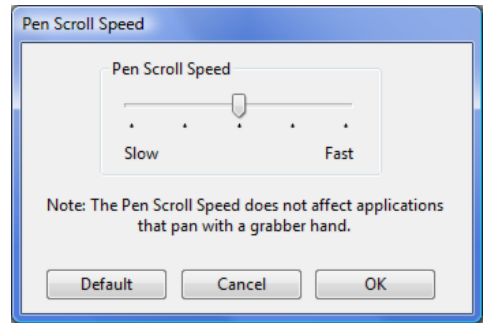 Pen Scroll Speed
Pen Scroll Speed
Slow Fast
Note: The Pen Scroll Speed does not affect applications
that pan with a grabber hand.
Default Cancel OK